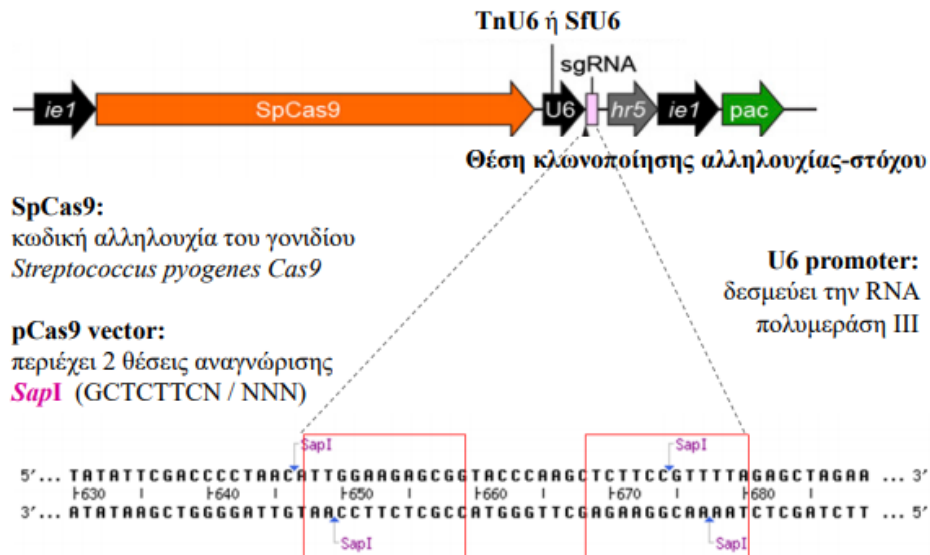 TnU6 ή SfU6
sgRNA
ie1 SpCas9 U6 hr5 ie1 pac
Θέση κλωνοποίησης αλληλουχίας-στόχου
SpCas9:
κωδική αλληλουχία του γονιδίου
Streptococcus pyogenes Cas9
U6 promoter:
δεσμεύει την RNA
πολυμεράση III
pCas9 vector:
περιέχει 2 θέσεις αναγνώρισης
SapI (GCTCTTCN / NNN)
SapI SapI
5′... TATATTCGACCCCTAACATTGGAAGAGCGGTACCCAAGCTCTTCCGTTTTAGAGCTAGAA ... 3′
630 640 650 660 670 680
3′... ATATAAGCTGGGGATTGTAACCTTCTCGCCATGGGTTCGAGAAGGCAAAATCTCGATCTT ... 5′
SapI SapI